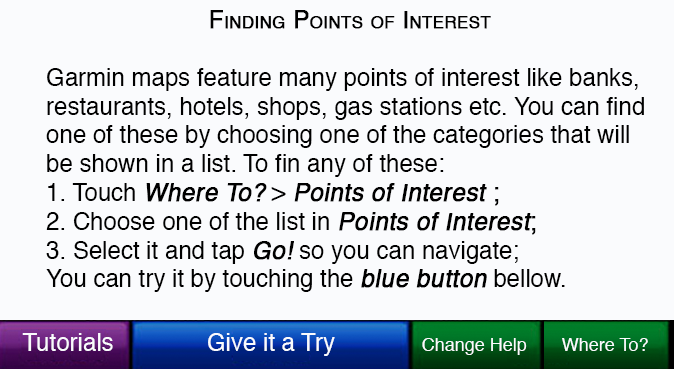 Finding Points of Interest
Garmin maps feature many points of interest like banks,
restaurants, hotels, shops, gas stations etc. You can find
one of these by choosing one of the categories that will
be shown in a list. To fin any of these:
1. Touch Where To? > Points of Interest ;
2. Choose one of the list in Points of Interest;
3. Select it and tap Go! so you can navigate;
You can try it by touching the blue button bellow.
Tutorials Give it a Try Change Help Where To?